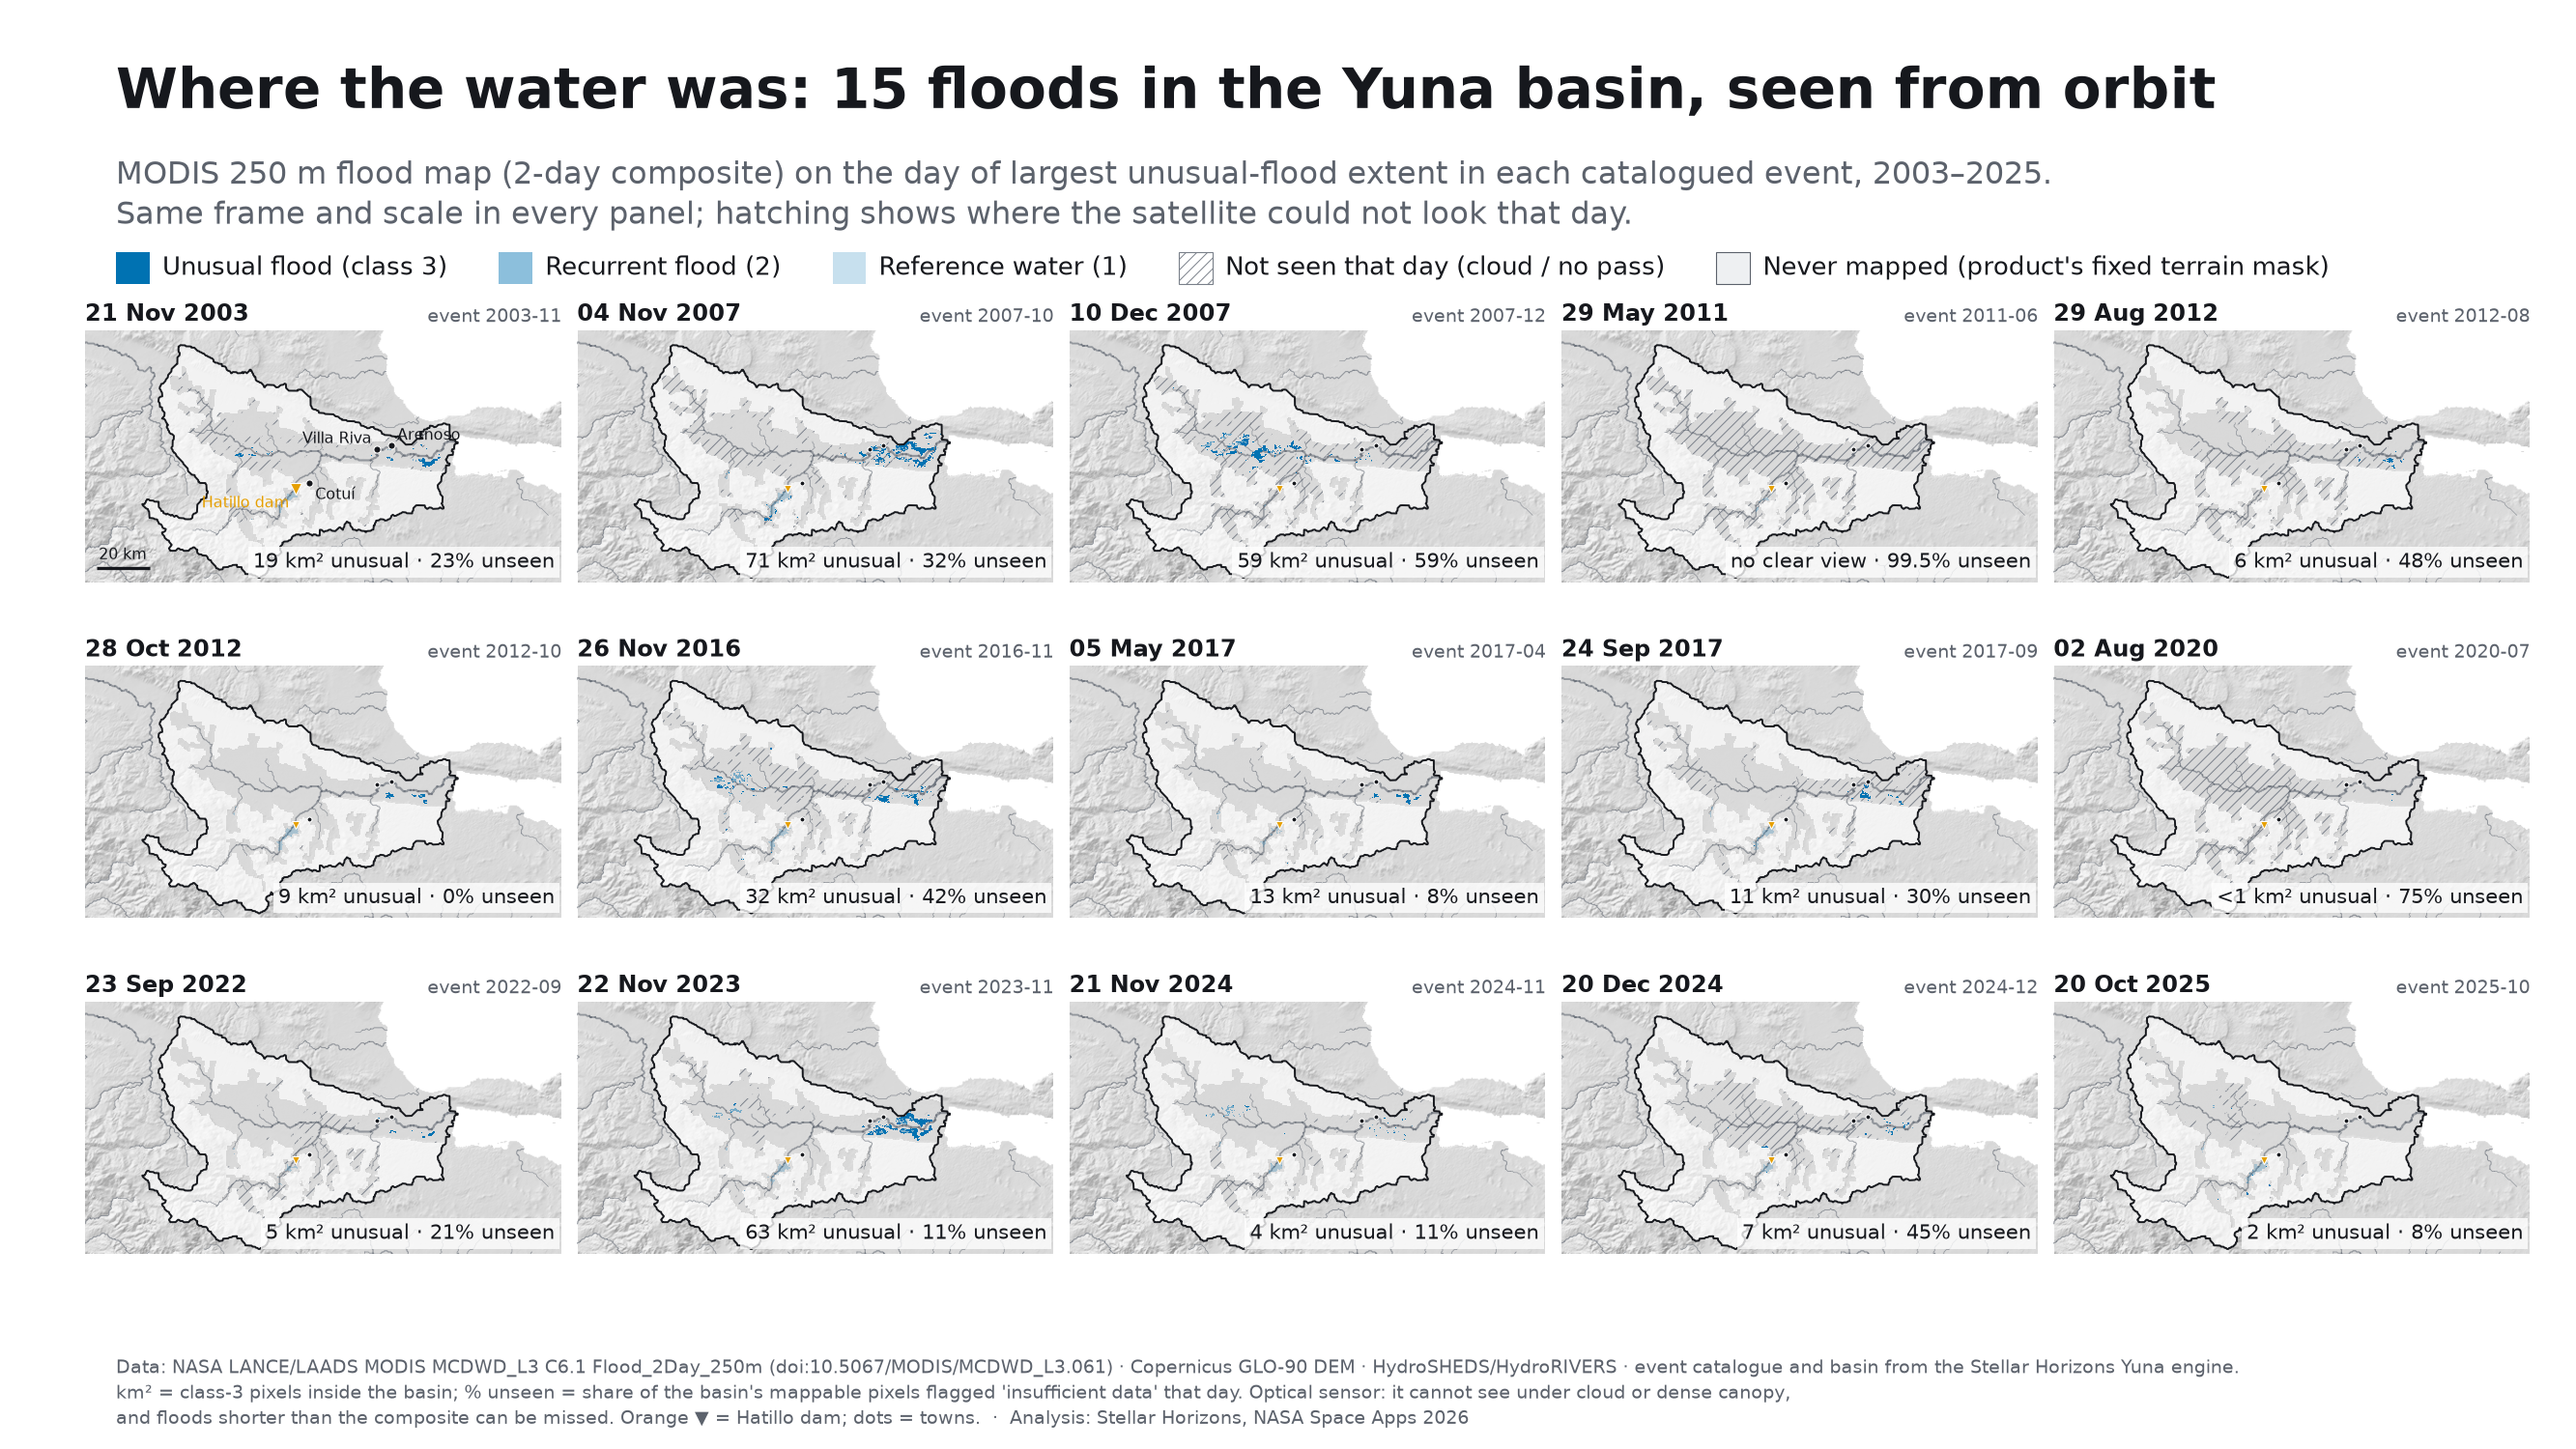 Where the water was: 15 floods in the Yuna basin, seen from orbit
MODIS 250 m flood map (2-day composite) on the day of largest unusual-flood extent in each catalogued event, 2003–2025.
Same frame and scale in every panel; hatching shows where the satellite could not look that day.
Unusual flood (class 3)
Recurrent flood (2)
Reference water (1)
Not seen that day (cloud / no pass)
Never mapped (product's fixed terrain mask)
21 Nov 2003
event 2003-11
Villa Riva
Arenoso
Hatillo dam
Cotuí
20 km
19 km² unusual · 23% unseen
04 Nov 2007
event 2007-10
71 km² unusual · 32% unseen
10 Dec 2007
event 2007-12
59 km² unusual · 59% unseen
29 May 2011
event 2011-06
no clear view · 99.5% unseen
29 Aug 2012
event 2012-08
6 km² unusual · 48% unseen
28 Oct 2012
event 2012-10
9 km² unusual · 0% unseen
26 Nov 2016
event 2016-11
32 km² unusual · 42% unseen
05 May 2017
event 2017-04
13 km² unusual · 8% unseen
24 Sep 2017
event 2017-09
11 km² unusual · 30% unseen
02 Aug 2020
event 2020-07
<1 km² unusual · 75% unseen
23 Sep 2022
event 2022-09
5 km² unusual · 21% unseen
22 Nov 2023
event 2023-11
63 km² unusual · 11% unseen
21 Nov 2024
event 2024-11
4 km² unusual · 11% unseen
20 Dec 2024
event 2024-12
7 km² unusual · 45% unseen
20 Oct 2025
event 2025-10
2 km² unusual · 8% unseen
Data: NASA LANCE/LAADS MODIS MCDWD_L3 C6.1 Flood_2Day_250m (doi:10.5067/MODIS/MCDWD_L3.061) · Copernicus GLO-90 DEM · HydroSHEDS/HydroRIVERS · event catalogue and basin from the Stellar Horizons Yuna engine.
km² = class-3 pixels inside the basin; % unseen = share of the basin's mappable pixels flagged 'insufficient data' that day. Optical sensor: it cannot see under cloud or dense canopy,
and floods shorter than the composite can be missed. Orange ▼ = Hatillo dam; dots = towns. · Analysis: Stellar Horizons, NASA Space Apps 2026